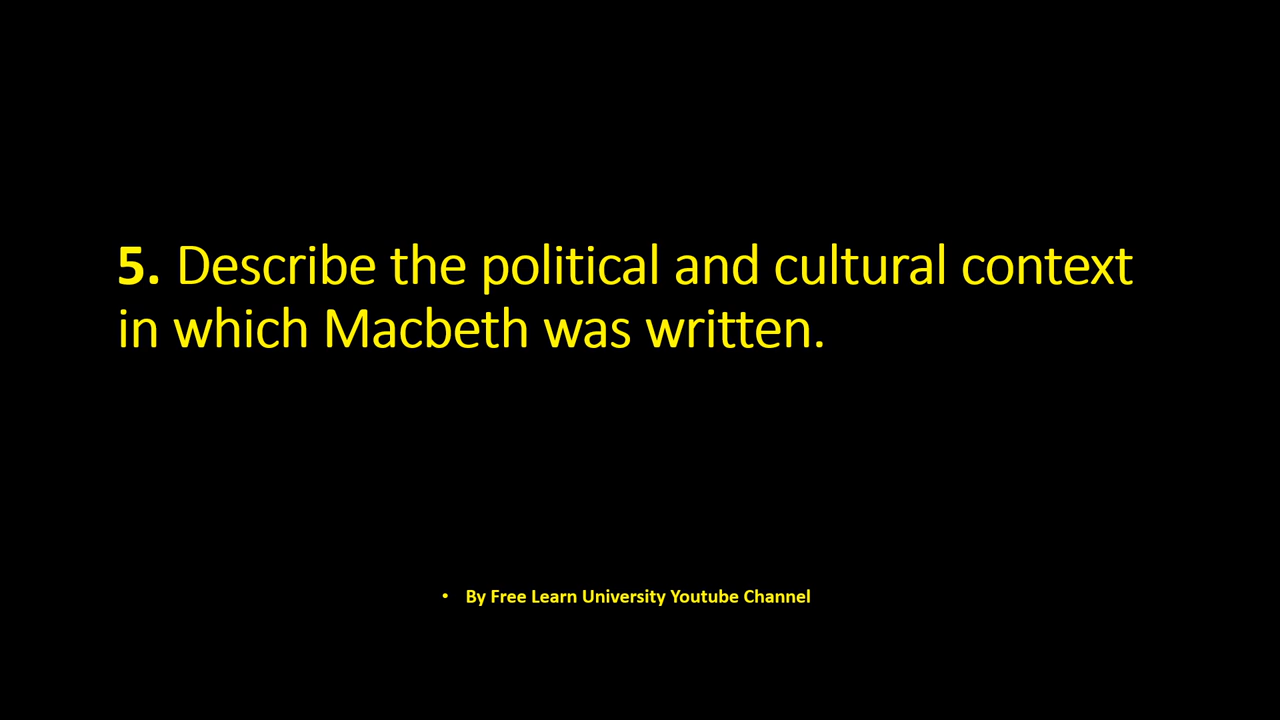 5. Describe the political and cultural context
in which Macbeth was written.
• By Free Learn University Youtube Channel